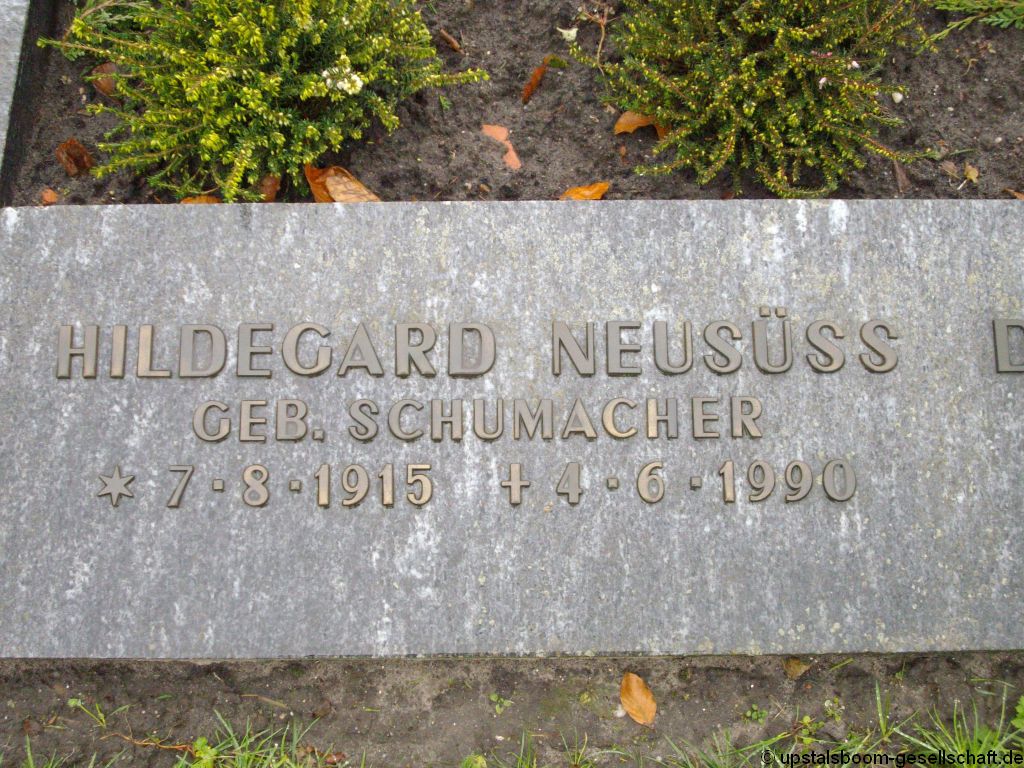 HILDEGARD NEUSÜSS D
GEB. SCHUMACHER
* 7·8·1915 † 4·6·1990
© upstalsboom-gesellschaft.de